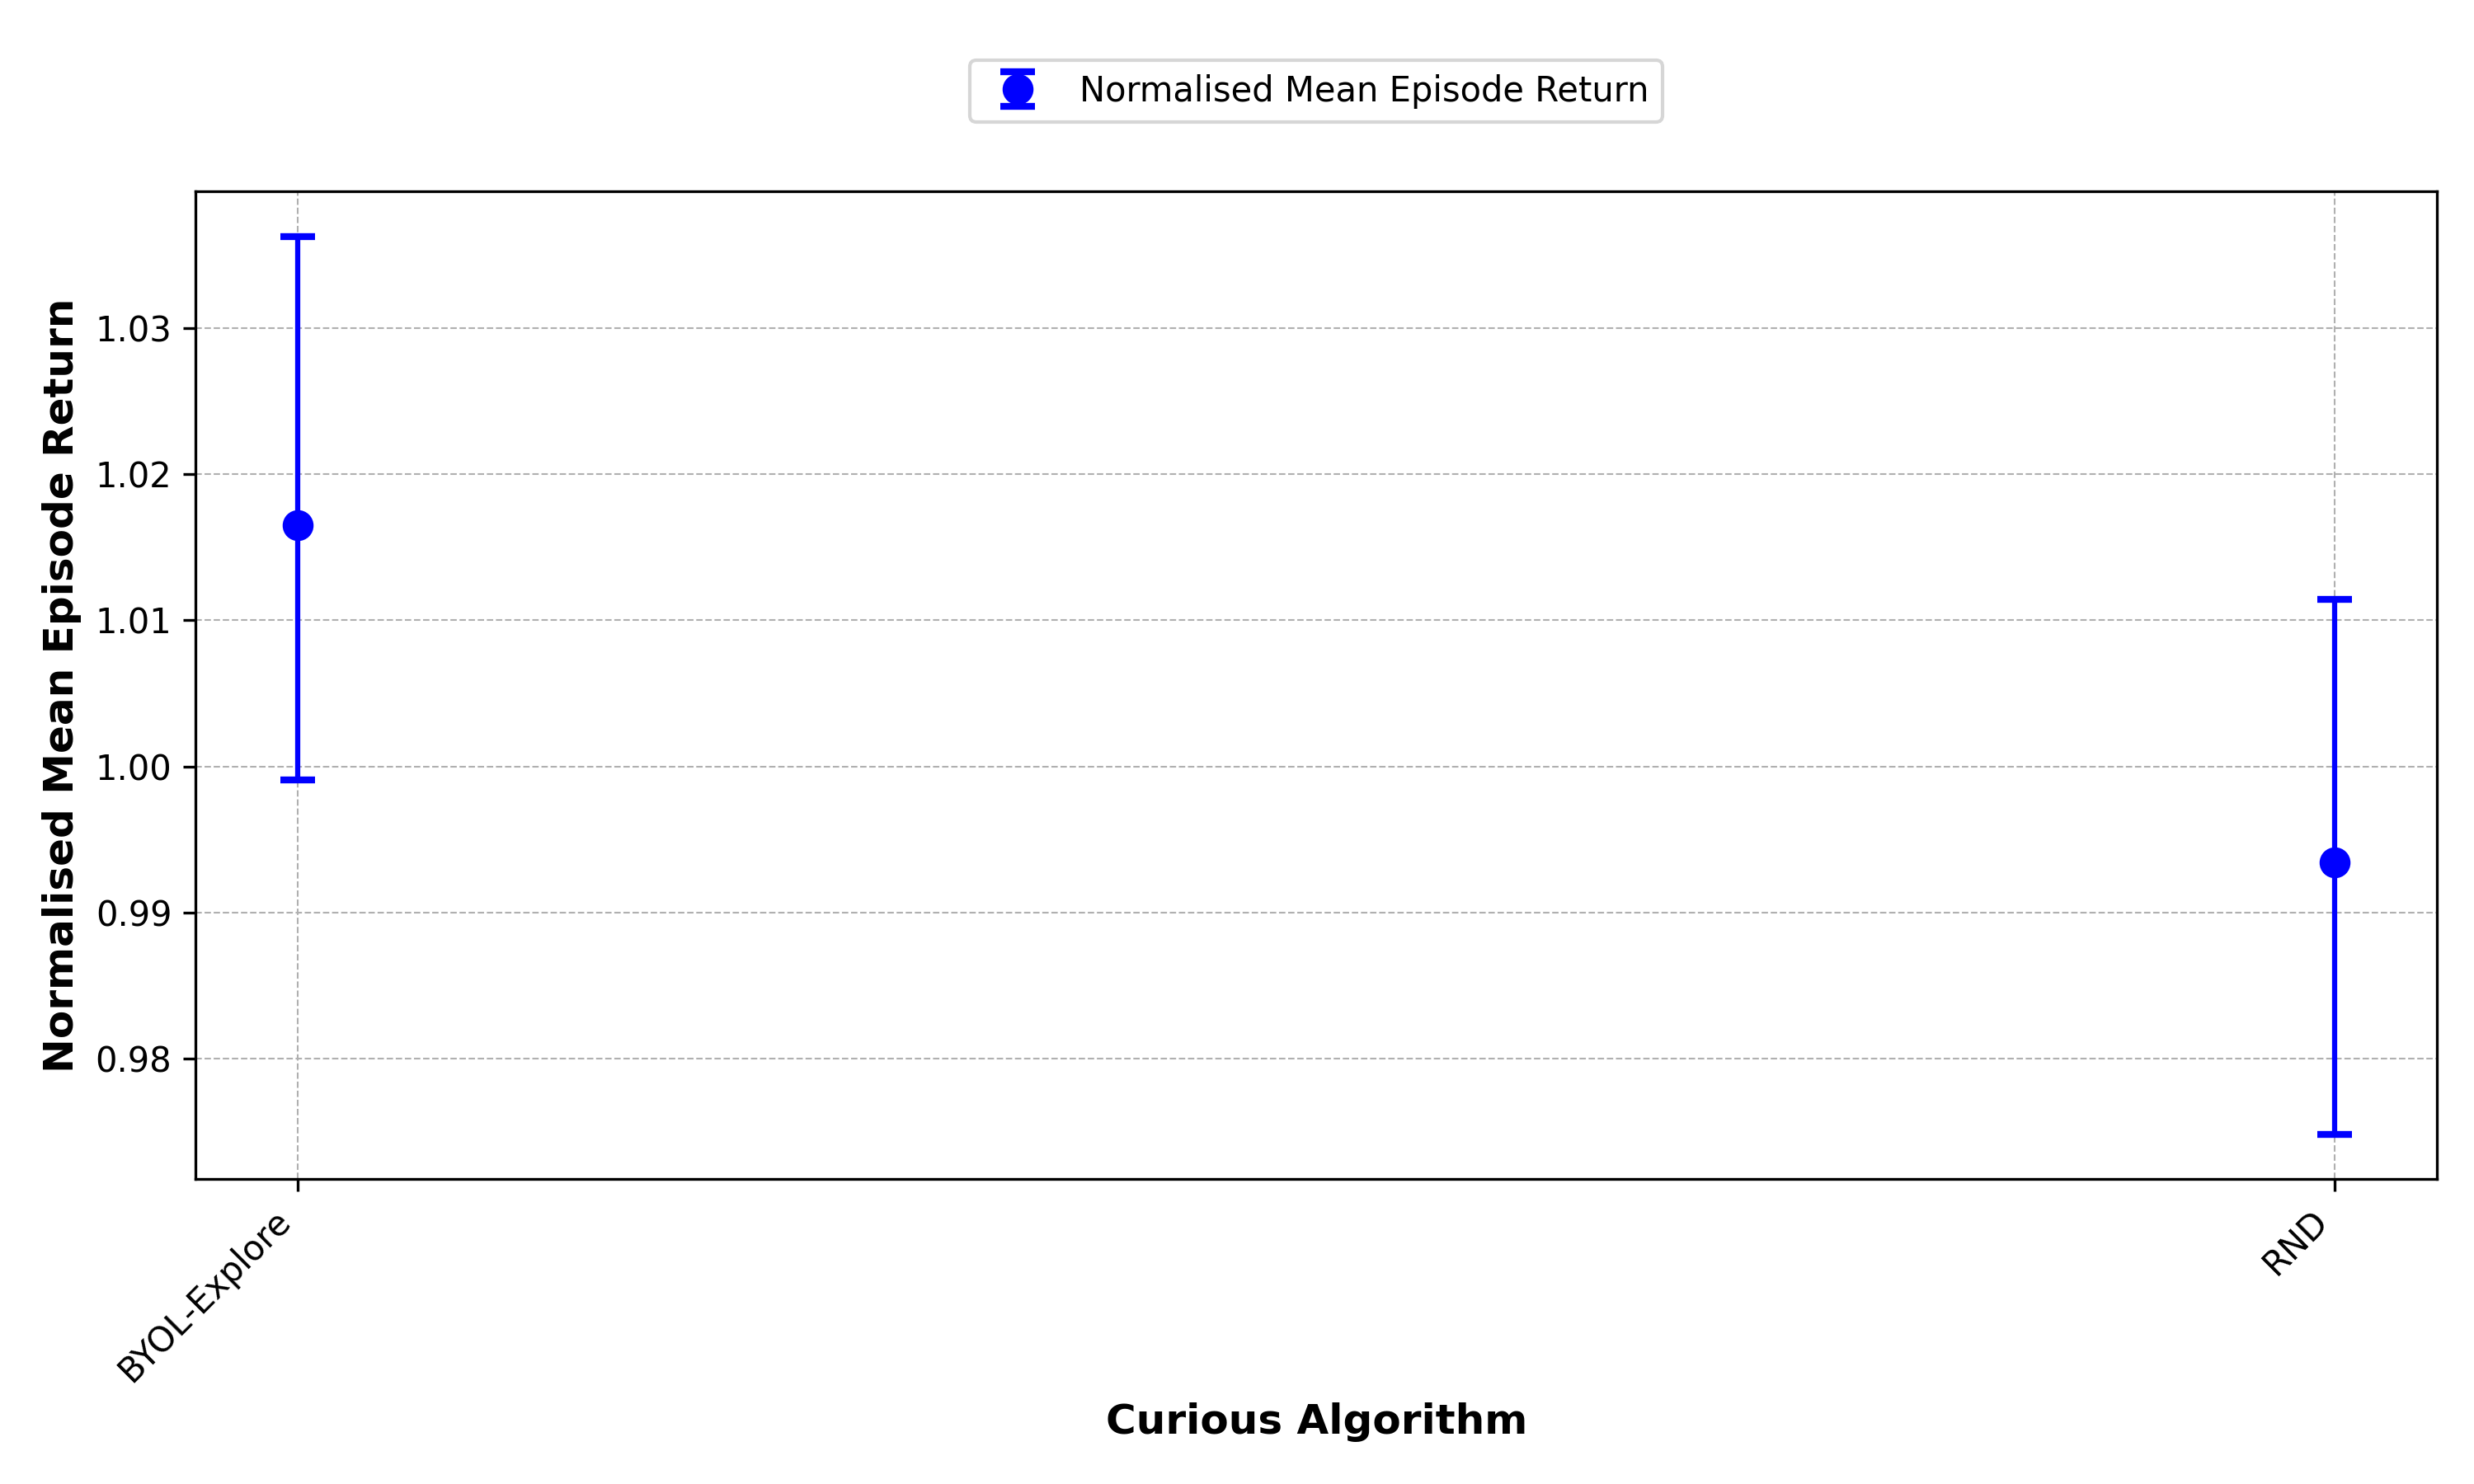 Normalised Mean Episode Return
Normalised Mean Episode Return
1.03
1.02
1.01
1.00
0.99
0.98
BYOL-Explore
RND
Curious Algorithm